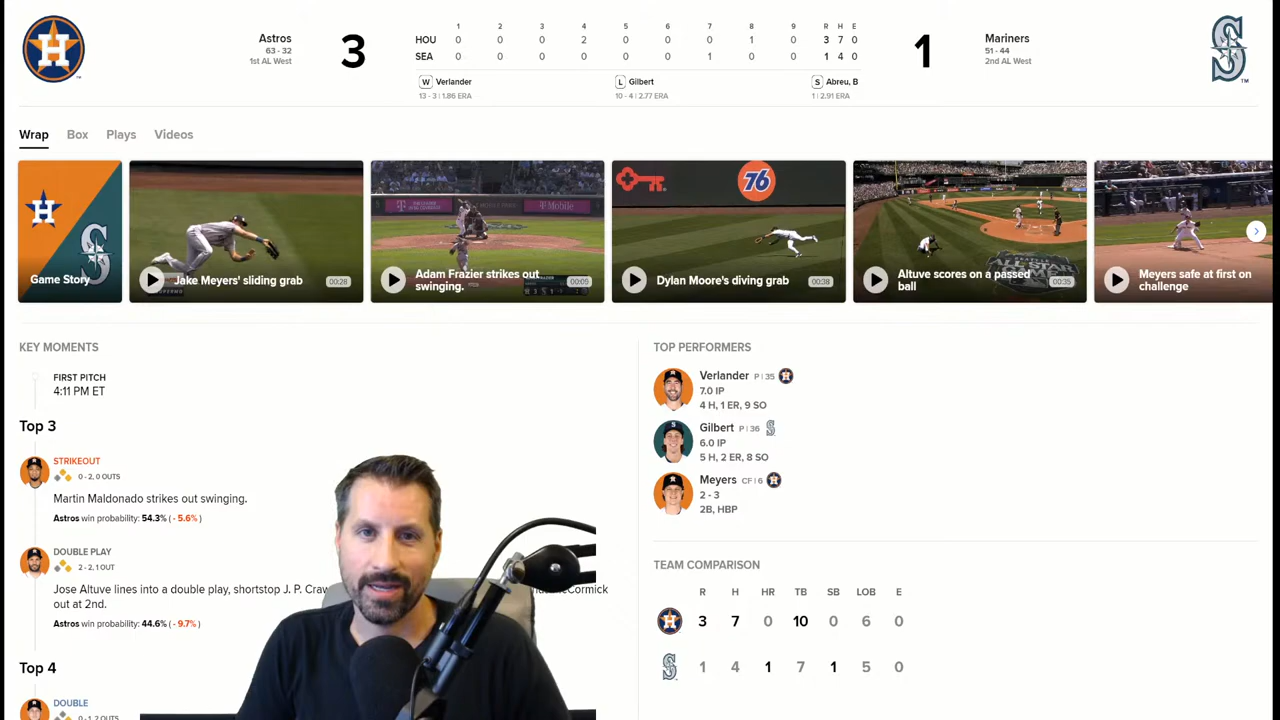 Astros
63 - 32
1st AL West
3
1 2 3 4 5 6 7 8 9 R H E
HOU 0 0 0 2 0 0 0 1 0 3 7 0
SEA 0 0 0 0 0 0 1 0 0 1 4 0
W Verlander
13 - 3 | 1.86 ERA
L Gilbert
10 - 4 | 2.77 ERA
S Abreu, B
1 | 2.91 ERA
1
Mariners
51 - 44
2nd AL West
Wrap Box Plays Videos
Game Story
Jake Meyers' sliding grab 00:28
T Mobile
Adam Frazier strikes out
swinging.
00:05
76
Dylan Moore's diving grab 00:38
Altuve scores on a passed
ball
00:35
Meyers safe at first on
challenge
KEY MOMENTS
FIRST PITCH
4:11 PM ET
Top 3
STRIKEOUT
0 - 2, 0 OUTS
Martin Maldonado strikes out swinging.
Astros win probability: 54.3% ( - 5.6% )
DOUBLE PLAY
2 - 2, 1 OUT
Jose Altuve lines into a double play, shortstop J. P. Craw
Cormick
out at 2nd.
Astros win probability: 44.6% ( - 9.7% )
Top 4
DOUBLE
0 - 1, 2 OUTS
TOP PERFORMERS
Verlander P | 35
7.0 IP
4 H, 1 ER, 9 SO
Gilbert P | 36
6.0 IP
5 H, 2 ER, 8 SO
Meyers CF | 6
2 - 3
2B, HBP
TEAM COMPARISON
R H HR TB SB LOB E
3 7 0 10 0 6 0
1 4 1 7 1 5 0